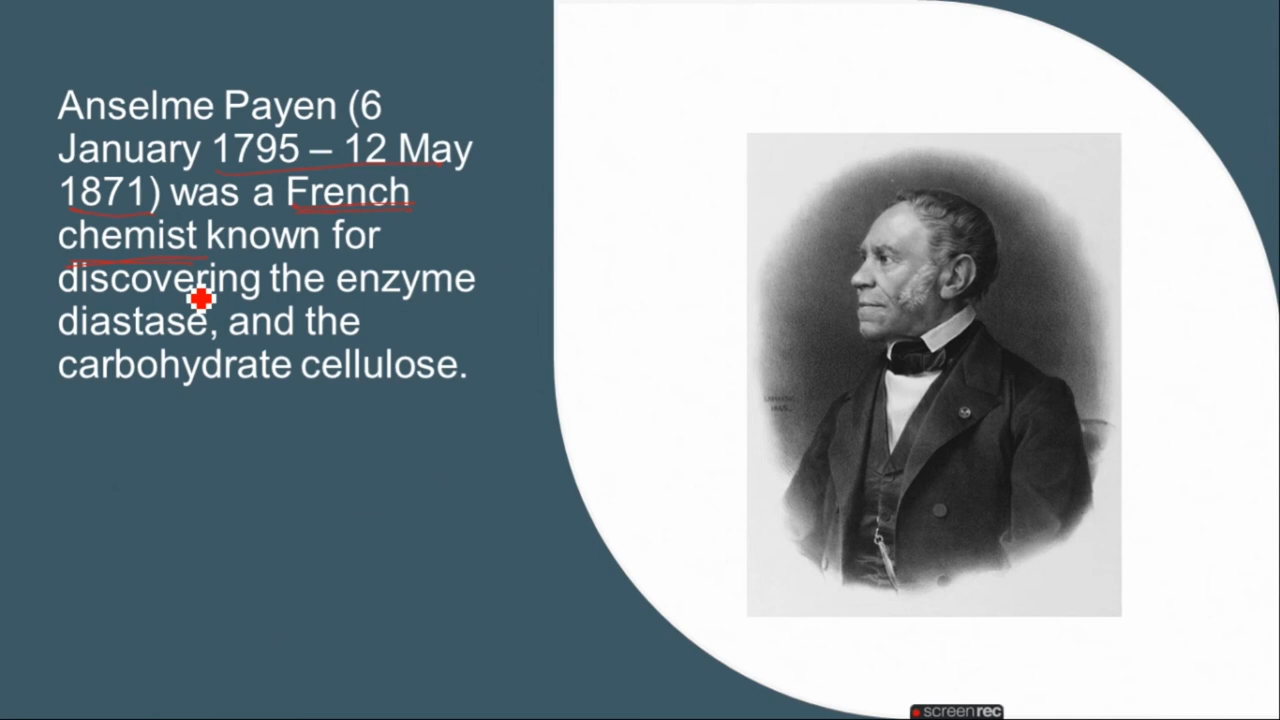 Anselme Payen (6
January 1795 – 12 May
1871) was a French
chemist known for
discovering the enzyme
diastase, and the
carbohydrate cellulose.
screenrec